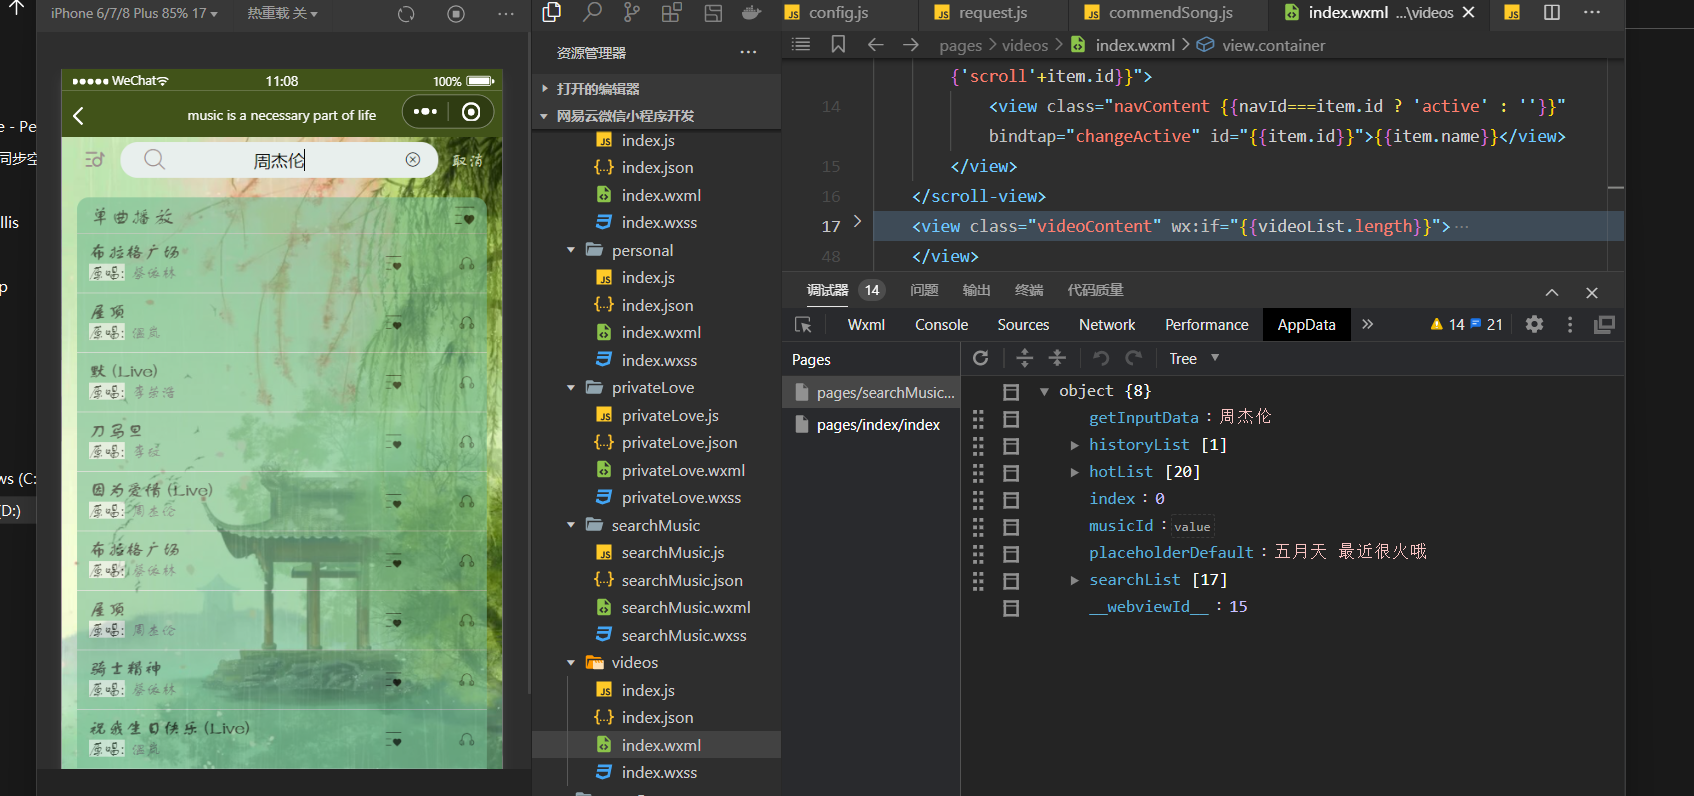 iPhone 6/7/8 Plus 85% 17
热重载 关
WeChat
11:08
100%
music is a necessary part of life
周杰伦
取消
单曲播放
布拉格广场
原唱: 蔡依林
屋顶
原唱: 温岚
默 (Live)
原唱: 李荣浩
刀马旦
原唱: 李玟
因为爱情 (Live)
原唱: 周杰伦
布拉格广场
原唱: 蔡依林
屋顶
原唱: 周杰伦
骑士精神
原唱: 蔡依林
祝我生日快乐 (Live)
原唱: 温岚
e - Pe
同步空
llis
p
ws (C:
(D:)
资源管理器
打开的编辑器
网易云微信小程序开发
index.js
index.json
index.wxml
index.wxss
personal
index.js
index.json
index.wxml
index.wxss
privateLove
privateLove.js
privateLove.json
privateLove.wxml
privateLove.wxss
searchMusic
searchMusic.js
searchMusic.json
searchMusic.wxml
searchMusic.wxss
videos
index.js
index.json
index.wxml
index.wxss
config.js
request.js
commendSong.js
index.wxml ...\videos
pages > videos > index.wxml > view.container
{'scroll'+item.id}}">
14 <view class="navContent {{navId===item.id ? 'active' : ''}}"
bindtap="changeActive" id="{{item.id}}">{{item.name}}</view>
15 </view>
16 </scroll-view>
17 <view class="videoContent" wx:if="{{videoList.length}}">
48 </view>
调试器 14 问题 输出 终端 代码质量
Wxml Console Sources Network Performance AppData 14 21
Pages
Tree
pages/searchMusic...
pages/index/index
object {8}
getInputData : 周杰伦
historyList [1]
hotList [20]
index : 0
musicId : value
placeholderDefault : 五月天 最近很火哦
searchList [17]
__webviewId__ : 15